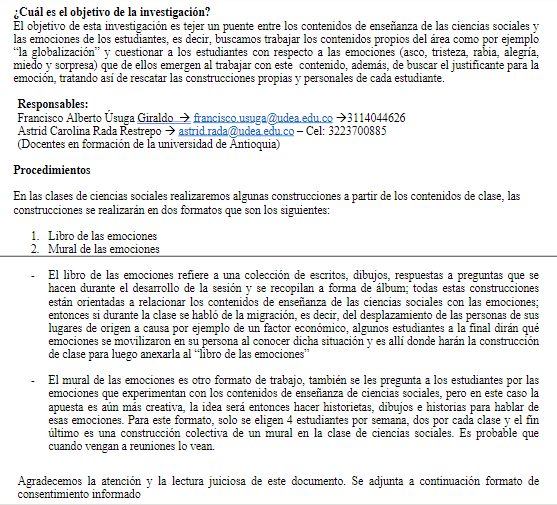 ¿Cuál es el objetivo de la investigación?
El objetivo de esta investigación es tejer un puente entre los contenidos de enseñanza de las ciencias sociales y
las emociones de los estudiantes, es decir, buscamos trabajar los contenidos propios del área como por ejemplo
“la globalización” y cuestionar a los estudiantes con respecto a las emociones (asco, tristeza, rabia, alegría,
miedo y sorpresa) que de ellos emergen al trabajar con este contenido, además, de buscar el justificante para la
emoción, tratando así de rescatar las construcciones propias y personales de cada estudiante.
Responsables:
Francisco Alberto Úsuga Giraldo → francisco.usuga@udea.edu.co →3114044626
Astrid Carolina Rada Restrepo → astrid.rada@udea.edu.co – Cel: 3223700885
(Docentes en formación de la universidad de Antioquia)
Procedimientos
En las clases de ciencias sociales realizaremos algunas construcciones a partir de los contenidos de clase, las
construcciones se realizarán en dos formatos que son los siguientes:
1. Libro de las emociones
2. Mural de las emociones
- El libro de las emociones refiere a una colección de escritos, dibujos, respuestas a preguntas que se
hacen durante el desarrollo de la sesión y se recopilan a forma de álbum; todas estas construcciones
están orientadas a relacionar los contenidos de enseñanza de las ciencias sociales con las emociones;
entonces si durante la clase se habló de la migración, es decir, del desplazamiento de las personas de sus
lugares de origen a causa por ejemplo de un factor económico, algunos estudiantes a la final dirán qué
emociones se movilizaron en su persona al conocer dicha situación y es allí donde harán la construcción
de clase para luego anexarla al “libro de las emociones”
- El mural de las emociones es otro formato de trabajo, también se les pregunta a los estudiantes por las
emociones que experimentan con los contenidos de enseñanza de ciencias sociales, pero en este caso la
apuesta es aún más creativa, la idea será entonces hacer historietas, dibujos e historias para hablar de
esas emociones. Para este formato, solo se eligen 4 estudiantes por semana, dos por cada clase y el fin
último es una construcción colectiva de un mural en la clase de ciencias sociales. Es probable que
cuando vengan a reuniones lo vean.
Agradecemos la atención y la lectura juiciosa de este documento. Se adjunta a continuación formato de
consentimiento informado